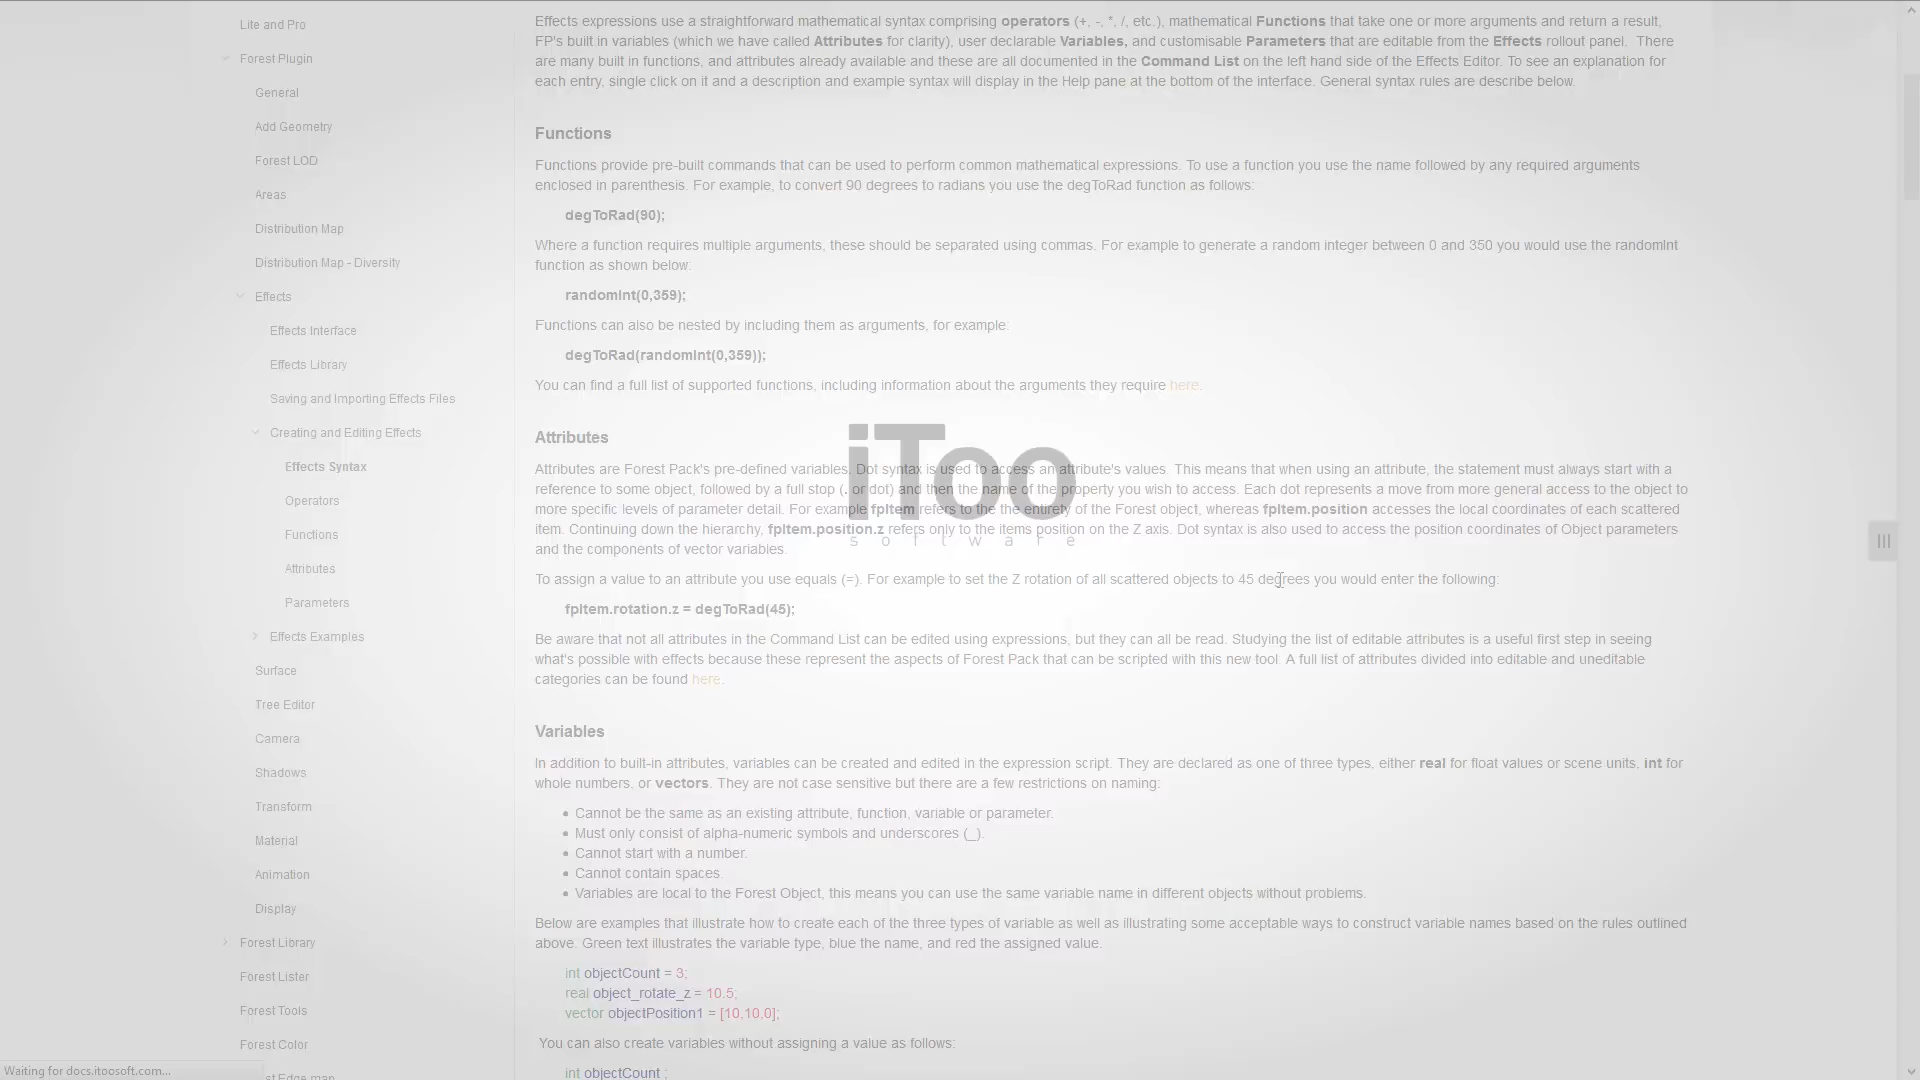 Lite and Pro
Forest Plugin
General
Add Geometry
Forest LOD
Areas
Distribution Map
Distribution Map - Diversity
Effects
Effects Interface
Effects Library
Saving and Importing Effects Files
Creating and Editing Effects
Effects Syntax
Operators
Functions
Attributes
Parameters
Effects Examples
Surface
Tree Editor
Camera
Shadows
Transform
Material
Animation
Display
Forest Library
Forest Lister
Forest Tools
Forest Color
st Edge map
Effects expressions use a straightforward mathematical syntax comprising operators (+, -, *, /, etc.), mathematical Functions that take one or more arguments and return a result,
FP's built in variables (which we have called Attributes for clarity), user declarable Variables, and customisable Parameters that are editable from the Effects rollout panel. There
are many built in functions, and attributes already available and these are all documented in the Command List on the left hand side of the Effects Editor. To see an explanation for
each entry, single click on it and a description and example syntax will display in the Help pane at the bottom of the interface. General syntax rules are describe below.
Functions
Functions provide pre-built commands that can be used to perform common mathematical expressions. To use a function you use the name followed by any required arguments
enclosed in parenthesis. For example, to convert 90 degrees to radians you use the degToRad function as follows:
degToRad(90);
Where a function requires multiple arguments, these should be separated using commas. For example to generate a random integer between 0 and 350 you would use the randomInt
function as shown below:
randomInt(0,359);
Functions can also be nested by including them as arguments, for example:
degToRad(randomInt(0,359));
You can find a full list of supported functions, including information about the arguments they require here.
Attributes
Attributes are Forest Pack's pre-defined variables. Dot syntax is used to access an attribute's values. This means that when using an attribute, the statement must always start with a
reference to some object, followed by a full stop (. or dot) and then the name of the property you wish to access. Each dot represents a move from more general access to the object to
more specific levels of parameter detail. For example fpItem refers to the the entirety of the Forest object, whereas fpItem.position accesses the local coordinates of each scattered
item. Continuing down the hierarchy, fpItem.position.z refers only to the items position on the Z axis. Dot syntax is also used to access the position coordinates of Object parameters
and the components of vector variables.
To assign a value to an attribute you use equals (=). For example to set the Z rotation of all scattered objects to 45 degrees you would enter the following:
fpItem.rotation.z = degToRad(45);
Be aware that not all attributes in the Command List can be edited using expressions, but they can all be read. Studying the list of editable attributes is a useful first step in seeing
what's possible with effects because these represent the aspects of Forest Pack that can be scripted with this new tool. A full list of attributes divided into editable and uneditable
categories can be found here.
Variables
In addition to built-in attributes, variables can be created and edited in the expression script. They are declared as one of three types, either real for float values or scene units, int for
whole numbers, or vectors. They are not case sensitive but there are a few restrictions on naming:
• Cannot be the same as an existing attribute, function, variable or parameter.
• Must only consist of alpha-numeric symbols and underscores (_).
• Cannot start with a number.
• Cannot contain spaces.
• Variables are local to the Forest Object, this means you can use the same variable name in different objects without problems.
Below are examples that illustrate how to create each of the three types of variable as well as illustrating some acceptable ways to construct variable names based on the rules outlined
above. Green text illustrates the variable type, blue the name, and red the assigned value.
int objectCount = 3;
real object_rotate_z = 10.5;
vector objectPosition1 = [10,10,0];
You can also create variables without assigning a value as follows:
int objectCount ;
iToo
software
Waiting for docs.itoosoft.com...